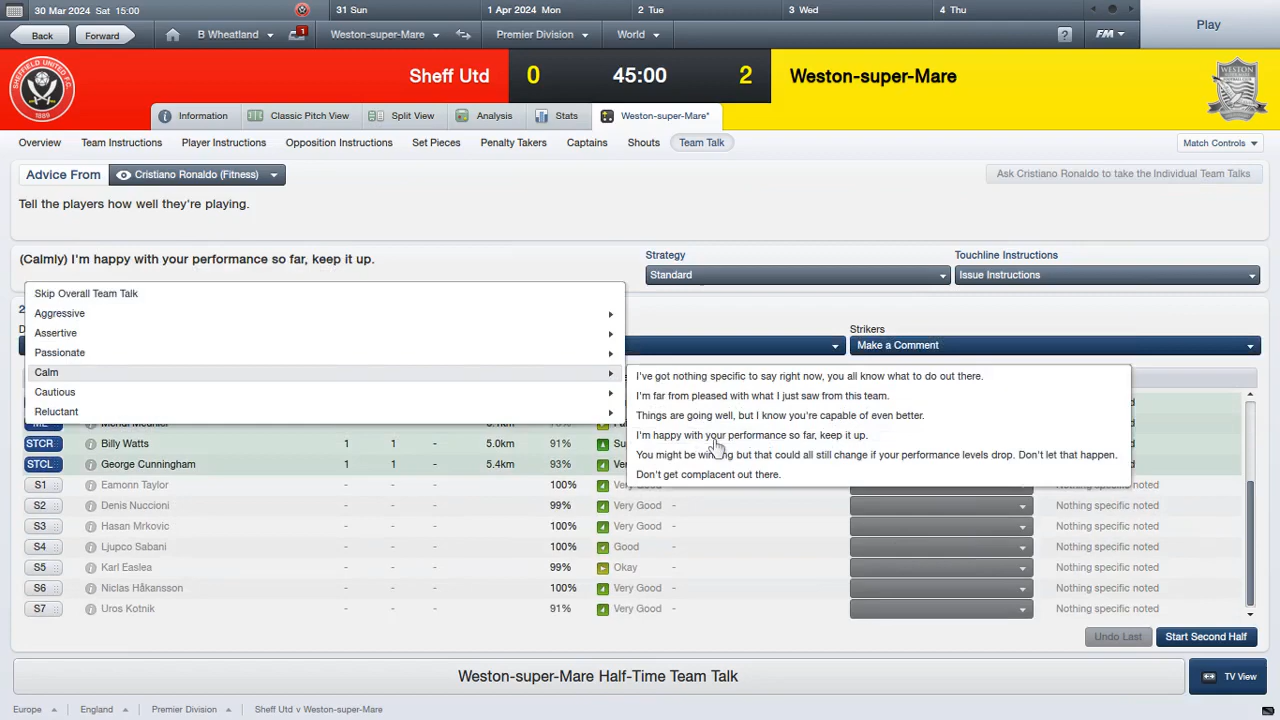 30 Mar 2024 Sat 15:00
31 Sun
1 Apr 2024 Mon
2 Tue
3 Wed
4 Thu
Back
Forward
B Wheatland
1
Weston-super-Mare
Premier Division
World
?
FM
Play
SHEFFIELD UNITED F.C.
1889
Sheff Utd
0
45:00
2
Weston-super-Mare
Information
Classic Pitch View
Split View
Analysis
Stats
Weston-super-Mare*
Overview
Team Instructions
Player Instructions
Opposition Instructions
Set Pieces
Penalty Takers
Captains
Shouts
Team Talk
Match Controls
Advice From
Cristiano Ronaldo (Fitness)
Ask Cristiano Ronaldo to take the Individual Team Talks
Tell the players how well they're playing.
(Calmly) I'm happy with your performance so far, keep it up.
Strategy
Standard
Touchline Instructions
Issue Instructions
Skip Overall Team Talk
Aggressive
Assertive
Passionate
Calm
Cautious
Reluctant
Strikers
Make a Comment
I've got nothing specific to say right now, you all know what to do out there.
I'm far from pleased with what I just saw from this team.
Things are going well, but I know you're capable of even better.
I'm happy with your performance so far, keep it up.
You might be winning but that could all still change if your performance levels drop. Don't let that happen.
Don't get complacent out there.
STCR Billy Watts 1 1 5.0km 91%
STCL George Cunningham 1 1 5.4km 93%
S1 Eamonn Taylor - - - 100% Very Good - Nothing specific noted
S2 Denis Nuccioni - - - 99% Very Good - Nothing specific noted
S3 Hasan Mrkovic - - - 100% Very Good - Nothing specific noted
S4 Ljupco Sabani - - - 100% Good - Nothing specific noted
S5 Karl Easlea - - - 99% Okay - Nothing specific noted
S6 Niclas Håkansson - - - 100% Very Good - Nothing specific noted
S7 Uros Kotnik - - - 91% Very Good - Nothing specific noted
Undo Last
Start Second Half
Weston-super-Mare Half-Time Team Talk
TV View
Europe
England
Premier Division
Sheff Utd v Weston-super-Mare